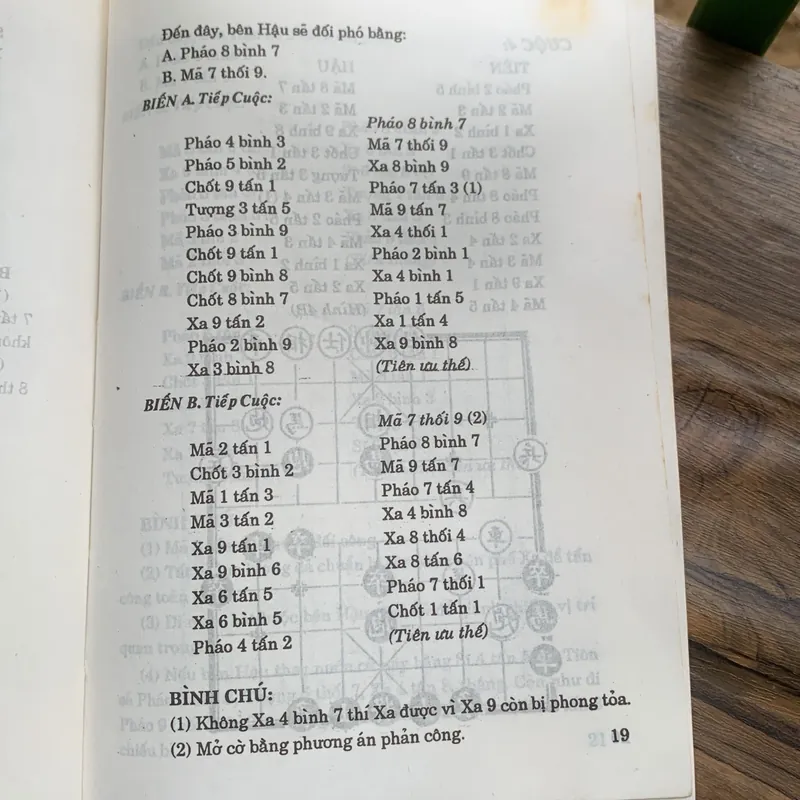 Đến đây, bên Hậu sẽ đối phó bằng:
A. Pháo 8 bình 7
B. Mã 7 thối 9.
BIẾN A. Tiếp Cuộc:
Pháo 8 bình 7
Pháo 4 bình 3 Mã 7 thối 9
Pháo 5 bình 2 Xa 8 bình 9
Chốt 9 tấn 1 Pháo 7 tấn 3 (1)
Tượng 3 tấn 5 Mã 9 tấn 7
Pháo 3 bình 9 Xa 4 thối 1
Chốt 9 tấn 1 Pháo 2 bình 1
Chốt 9 bình 8 Xa 4 bình 1
Chốt 8 bình 7 Pháo 1 tấn 5
Xa 9 tấn 2 Xa 1 tấn 4
Pháo 2 bình 9 Xa 9 bình 8
Xa 3 bình 8 (Tiên ưu thế)
BIẾN B. Tiếp Cuộc:
Mã 7 thối 9 (2)
Mã 2 tấn 1 Pháo 8 bình 7
Chốt 3 bình 2 Mã 9 tấn 7
Mã 1 tấn 3 Pháo 7 tấn 4
Mã 3 tấn 2 Xa 4 bình 8
Xa 9 tấn 1 Xa 8 thối 4
Xa 9 bình 6 Xa 8 tấn 6
Xa 6 tấn 5 Pháo 7 thối 1
Xa 6 bình 5 Chốt 1 tấn 1
Pháo 4 tấn 2 (Tiên ưu thế)
BÌNH CHÚ:
(1) Không Xa 4 bình 7 thí Xa được vì Xa 9 còn bị phong tỏa.
(2) Mở cờ bằng phương án phản công.
19